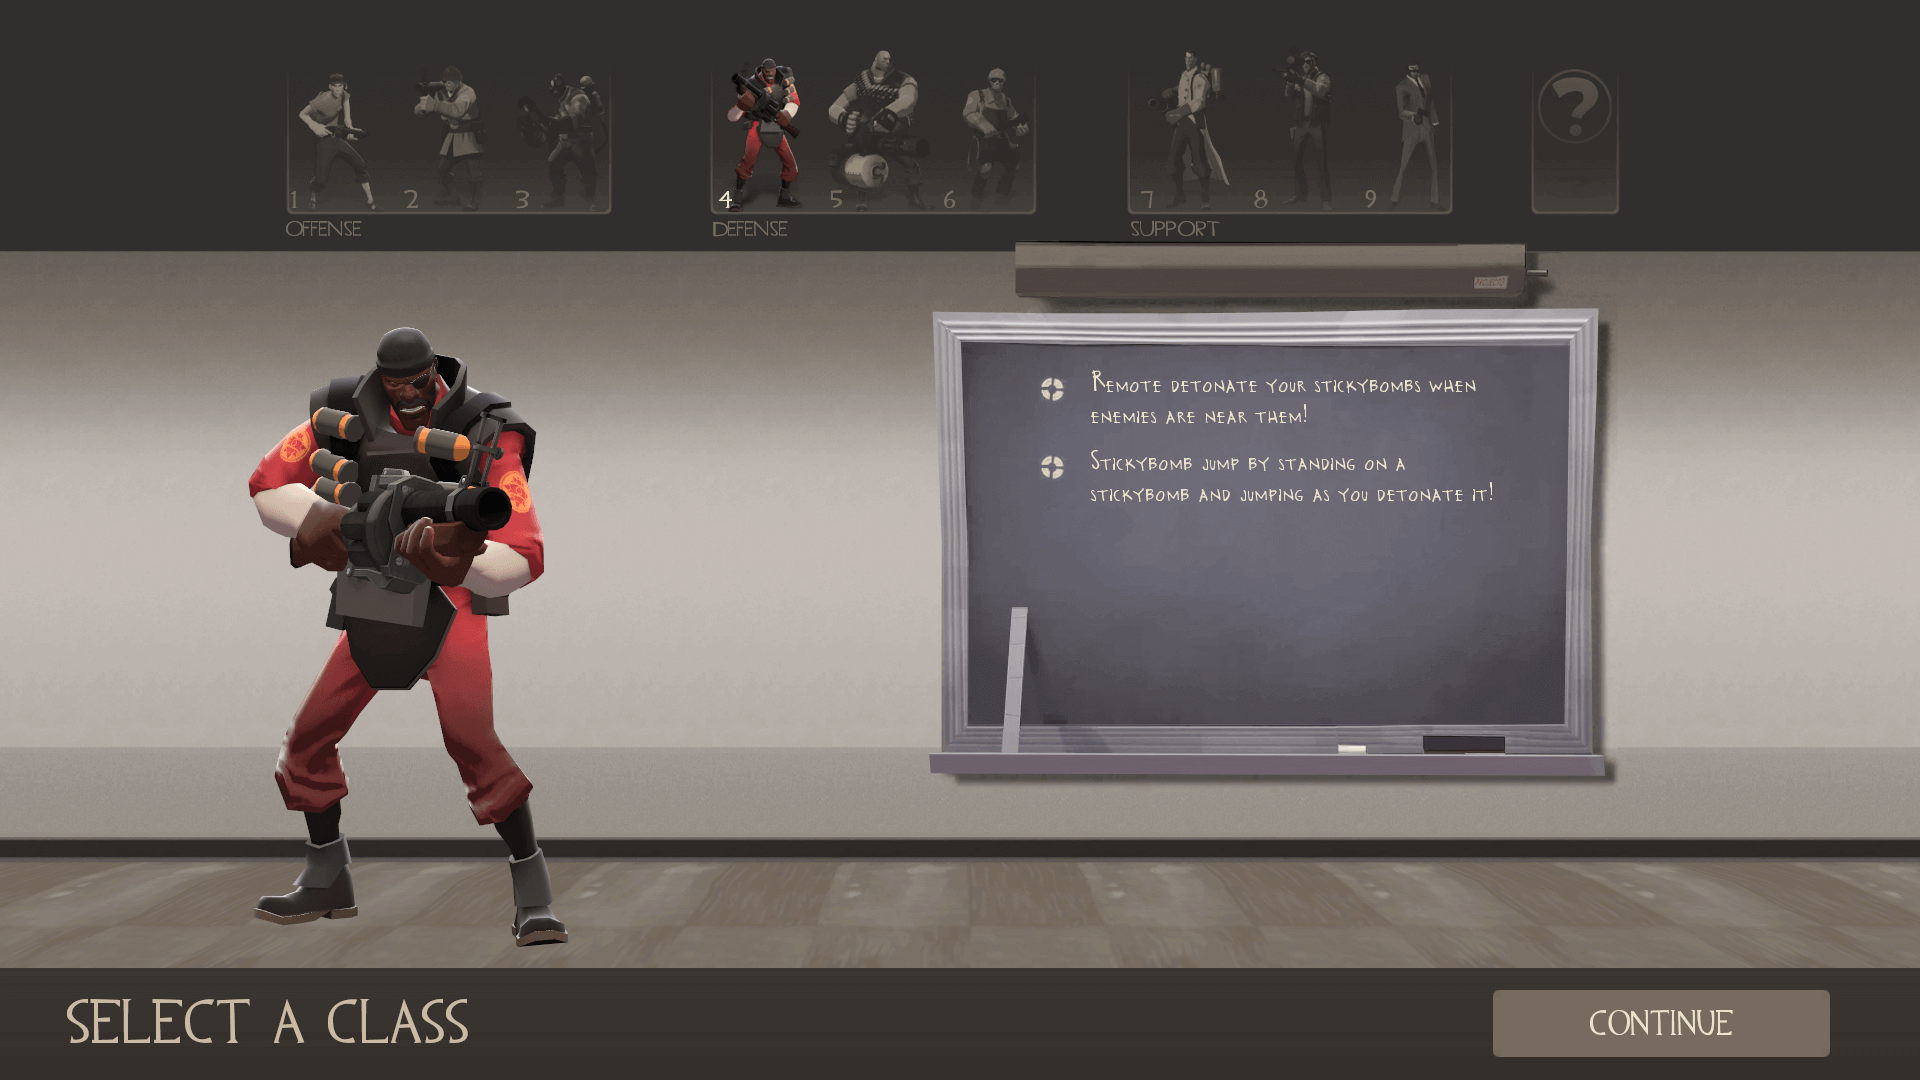 1 2 3 4 5 6 7 8 9 ?
OFFENSE DEFENSE SUPPORT
Remote detonate your stickybombs when
enemies are near them!
Stickybomb jump by standing on a
stickybomb and jumping as you detonate it!
SELECT A CLASS
CONTINUE